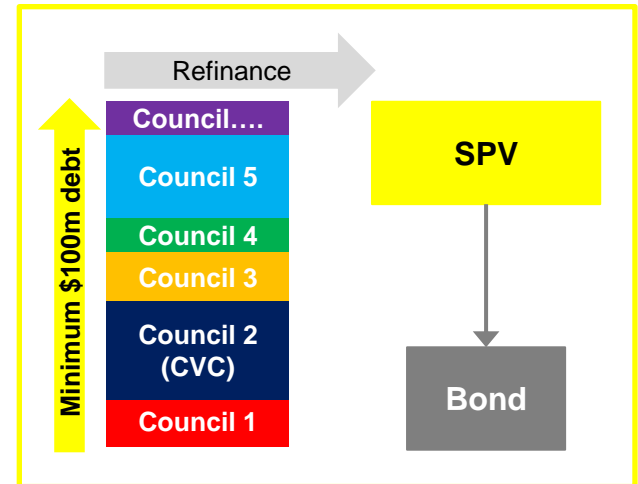 Refinance
Minimum $100m debt
Council….
Council 5
Council 4
Council 3
Council 2
(CVC)
Council 1
SPV
Bond